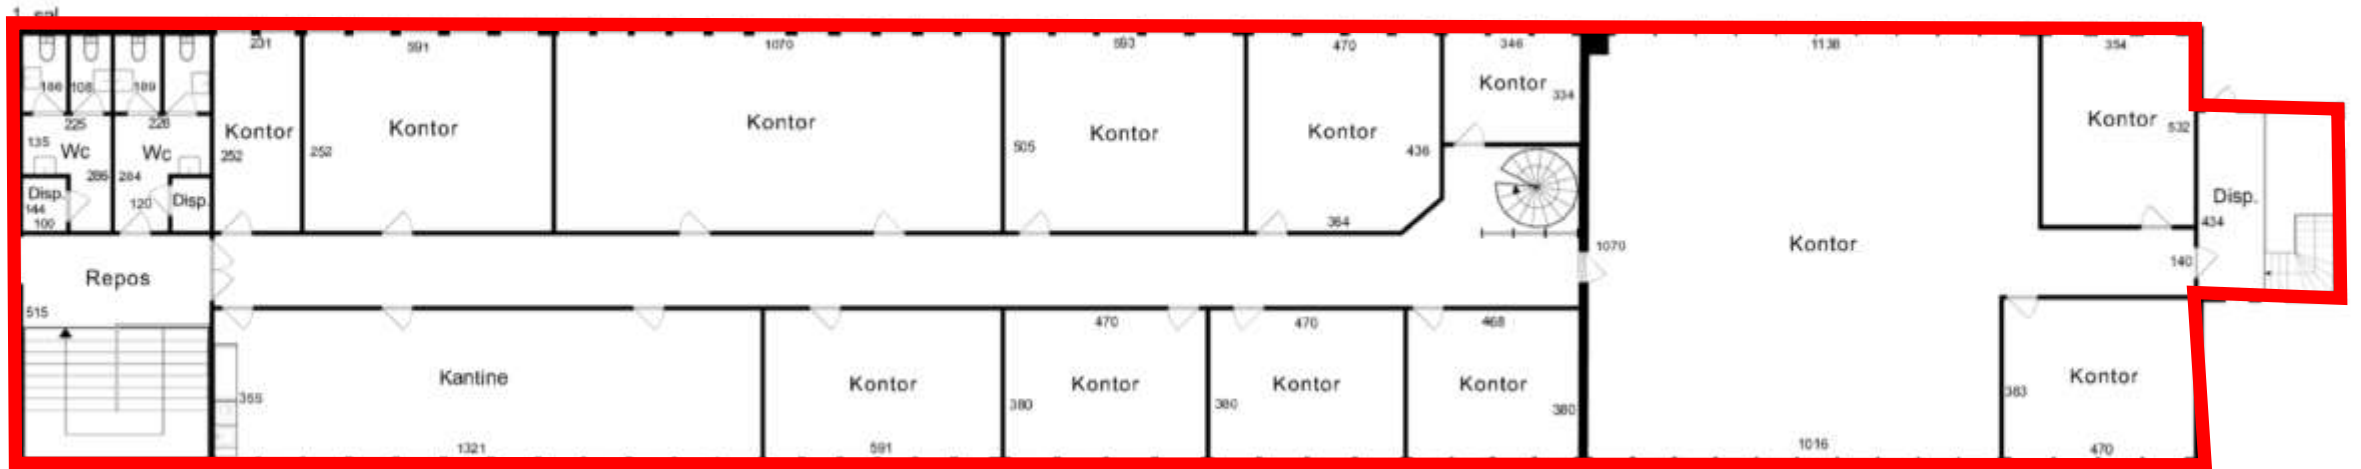 1. sal
231
591
1070
593
470
346
1138
354
186
108
189
Kontor
334
225
226
Kontor
Kontor
Kontor
Kontor
Kontor
Kontor
532
135
Wc
Wc
252
252
505
436
286
284
Disp.
144
100
120
Disp.
Disp.
364
434
Repos
1070
Kontor
140
515
470
470
468
Kantine
Kontor
Kontor
Kontor
Kontor
Kontor
355
380
380
380
383
1321
591
1016
470